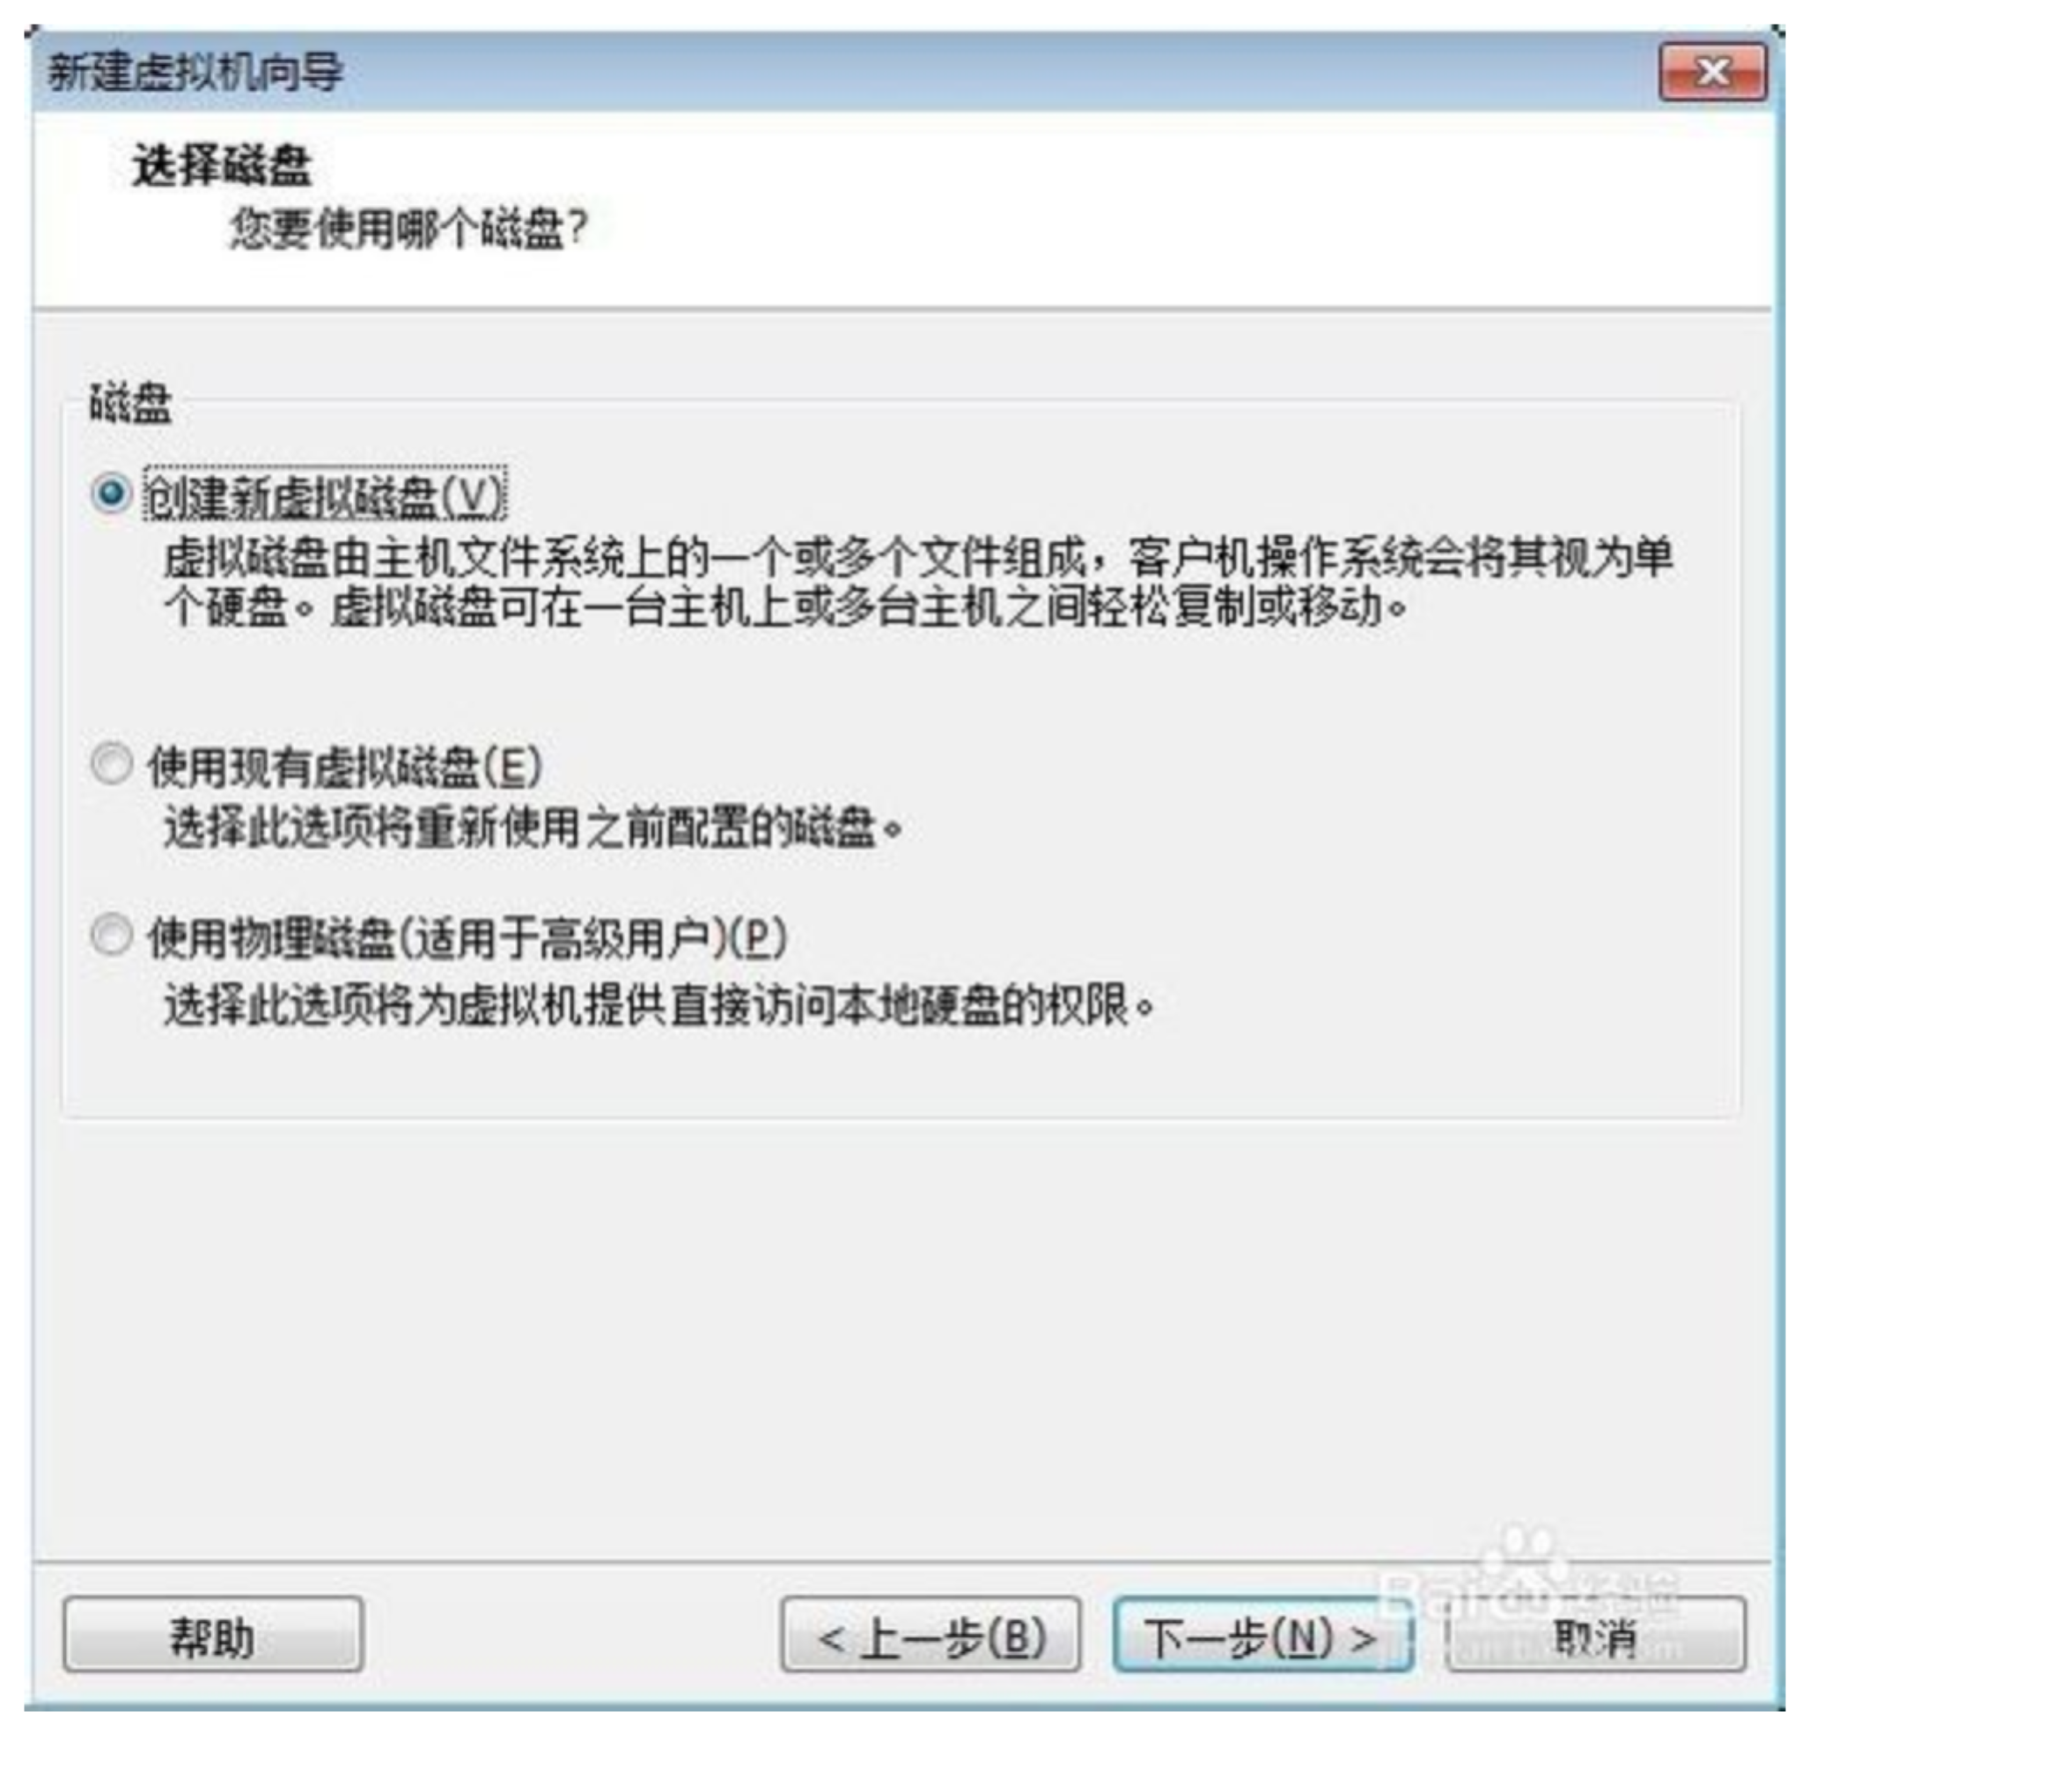 新建虚拟机向导
选择磁盘
您要使用哪个磁盘?
磁盘
创建新虚拟磁盘(V)
虚拟磁盘由主机文件系统上的一个或多个文件组成，客户机操作系统会将其视为单
个硬盘。虚拟磁盘可在一台主机上或多台主机之间轻松复制或移动。
使用现有虚拟磁盘(E)
选择此选项将重新使用之前配置的磁盘。
使用物理磁盘(适用于高级用户)(P)
选择此选项将为虚拟机提供直接访问本地硬盘的权限。
Baidu 经验
帮助
< 上一步(B)
下一步(N) >
取消